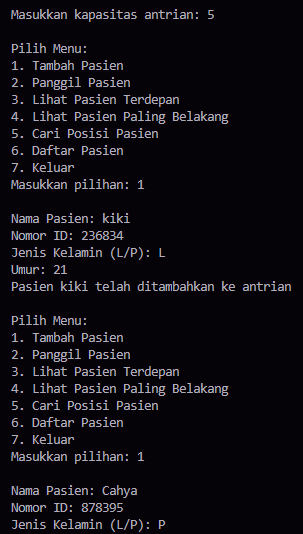 Masukkan kapasitas antrian: 5
Pilih Menu:
1. Tambah Pasien
2. Panggil Pasien
3. Lihat Pasien Terdepan
4. Lihat Pasien Paling Belakang
5. Cari Posisi Pasien
6. Daftar Pasien
7. Keluar
Masukkan pilihan: 1
Nama Pasien: kiki
Nomor ID: 236834
Jenis Kelamin (L/P): L
Umur: 21
Pasien kiki telah ditambahkan ke antrian
Pilih Menu:
1. Tambah Pasien
2. Panggil Pasien
3. Lihat Pasien Terdepan
4. Lihat Pasien Paling Belakang
5. Cari Posisi Pasien
6. Daftar Pasien
7. Keluar
Masukkan pilihan: 1
Nama Pasien: Cahya
Nomor ID: 878395
Jenis Kelamin (L/P): P